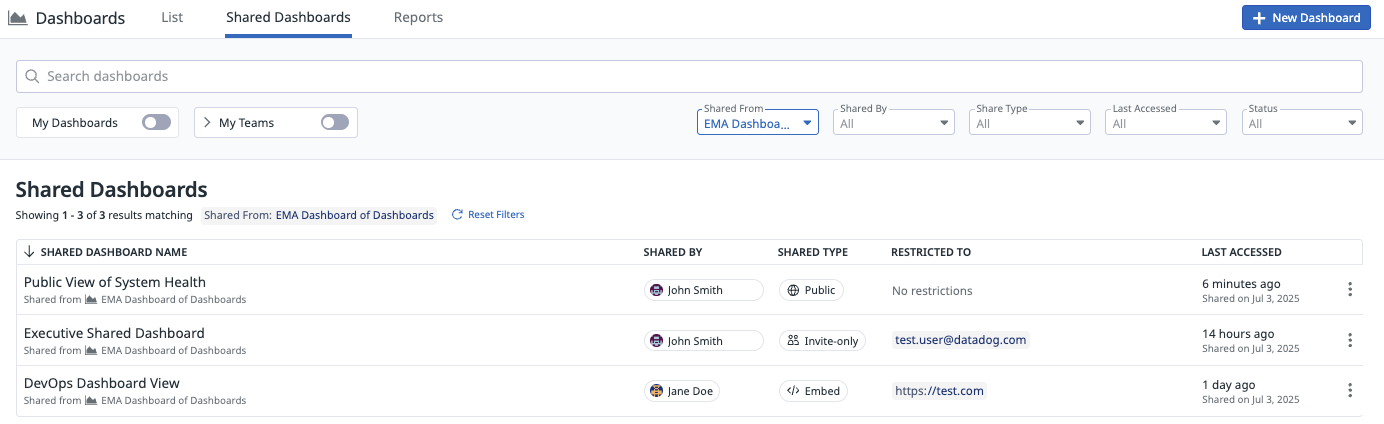 Dashboards List Shared Dashboards Reports New Dashboard
Search dashboards
My Dashboards My Teams
Shared From Shared By Share Type Last Accessed Status
EMA Dashboa... All All All All
Shared Dashboards
Showing 1 - 3 of 3 results matching Shared From: EMA Dashboard of Dashboards Reset Filters
SHARED DASHBOARD NAME SHARED BY SHARED TYPE RESTRICTED TO LAST ACCESSED
Public View of System Health John Smith Public No restrictions 6 minutes ago
Shared from EMA Dashboard of Dashboards Shared on Jul 3, 2025
Executive Shared Dashboard John Smith Invite-only test.user@datadog.com 14 hours ago
Shared from EMA Dashboard of Dashboards Shared on Jul 3, 2025
DevOps Dashboard View Jane Doe Embed https://test.com 1 day ago
Shared from EMA Dashboard of Dashboards Shared on Jul 3, 2025